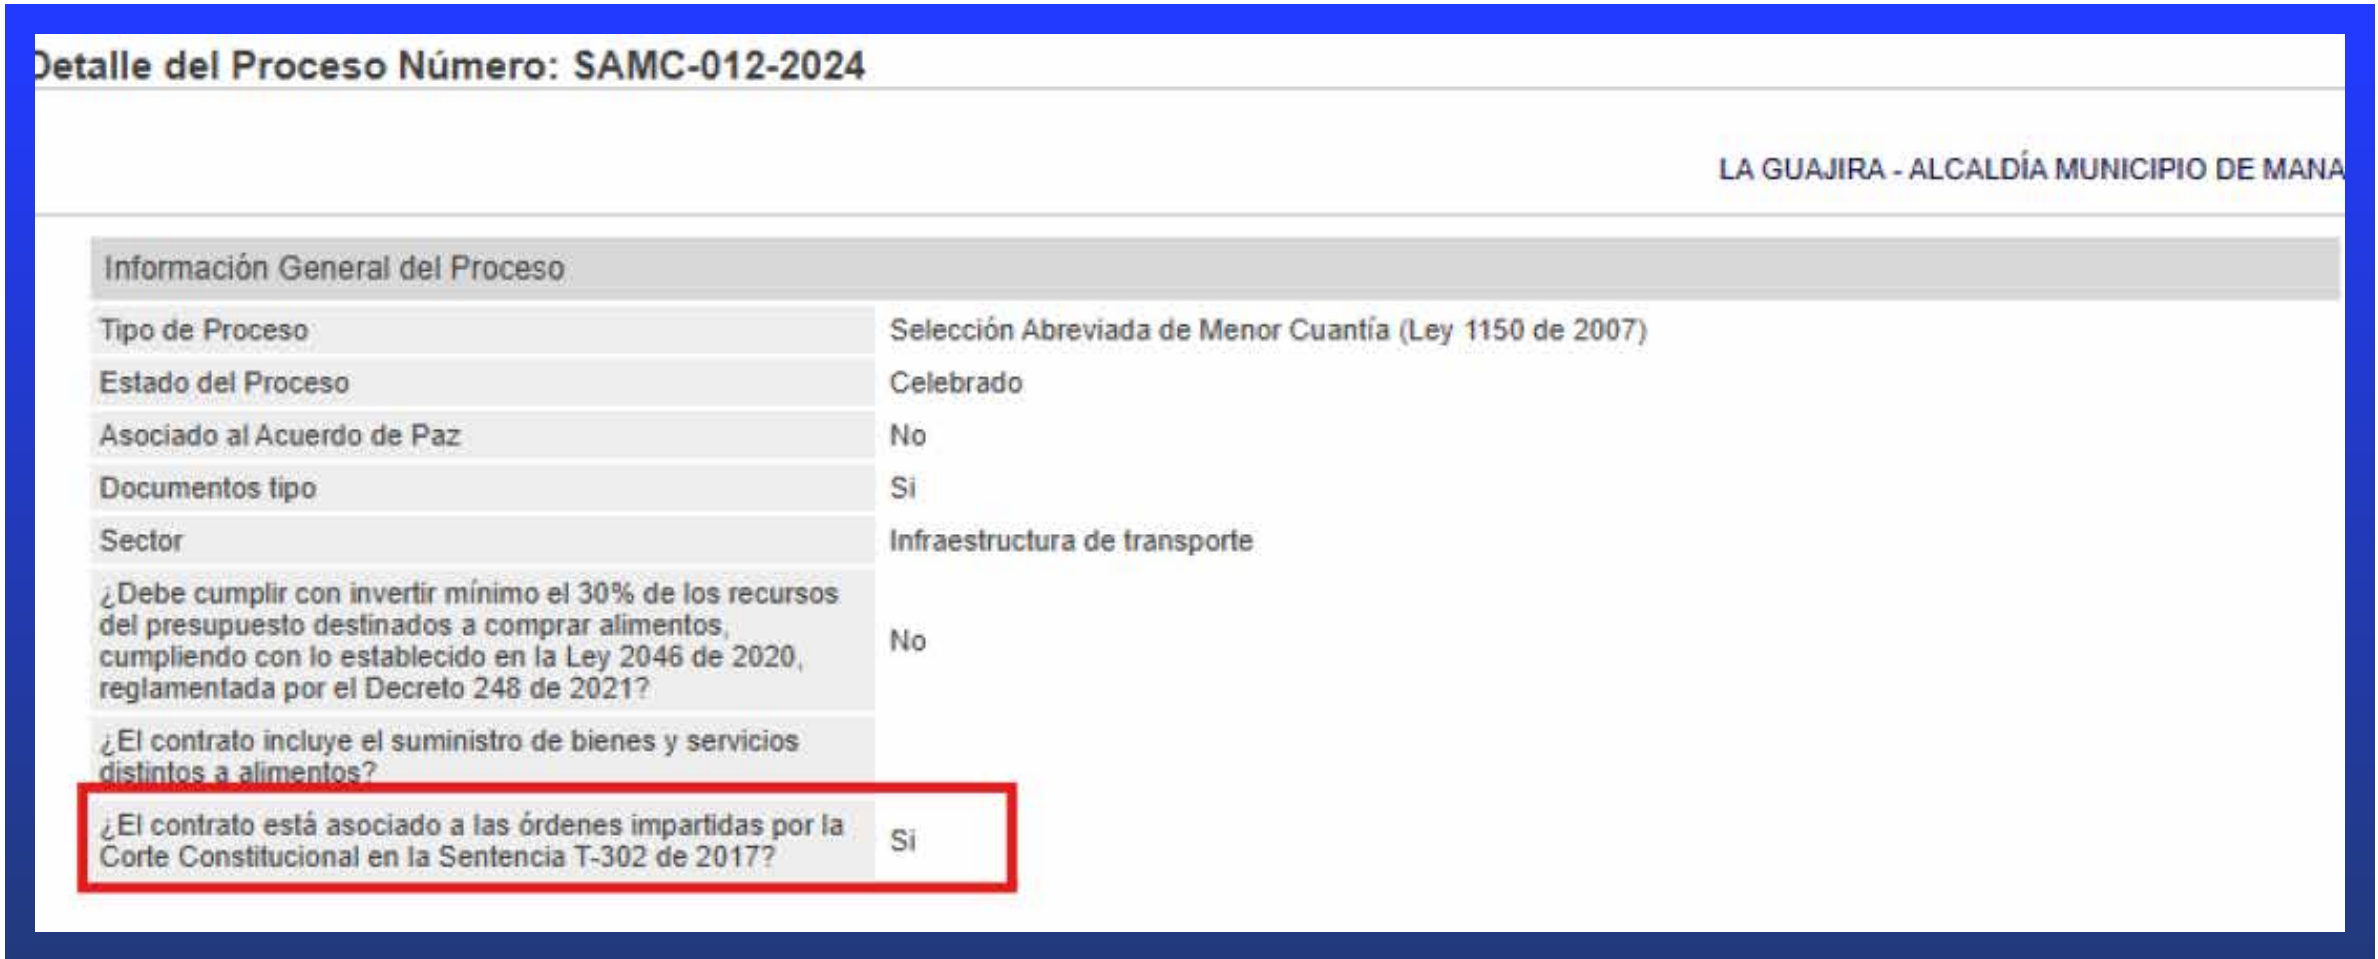 Detalle del Proceso Número: SAMC-012-2024
LA GUAJIRA - ALCALDÍA MUNICIPIO DE MANA
Información General del Proceso
Tipo de Proceso Selección Abreviada de Menor Cuantía (Ley 1150 de 2007)
Estado del Proceso Celebrado
Asociado al Acuerdo de Paz No
Documentos tipo Si
Sector Infraestructura de transporte
¿Debe cumplir con invertir mínimo el 30% de los recursos
del presupuesto destinados a comprar alimentos,
cumpliendo con lo establecido en la Ley 2046 de 2020,
reglamentada por el Decreto 248 de 2021?
No
¿El contrato incluye el suministro de bienes y servicios
distintos a alimentos?
¿El contrato está asociado a las órdenes impartidas por la
Corte Constitucional en la Sentencia T-302 de 2017?
Si